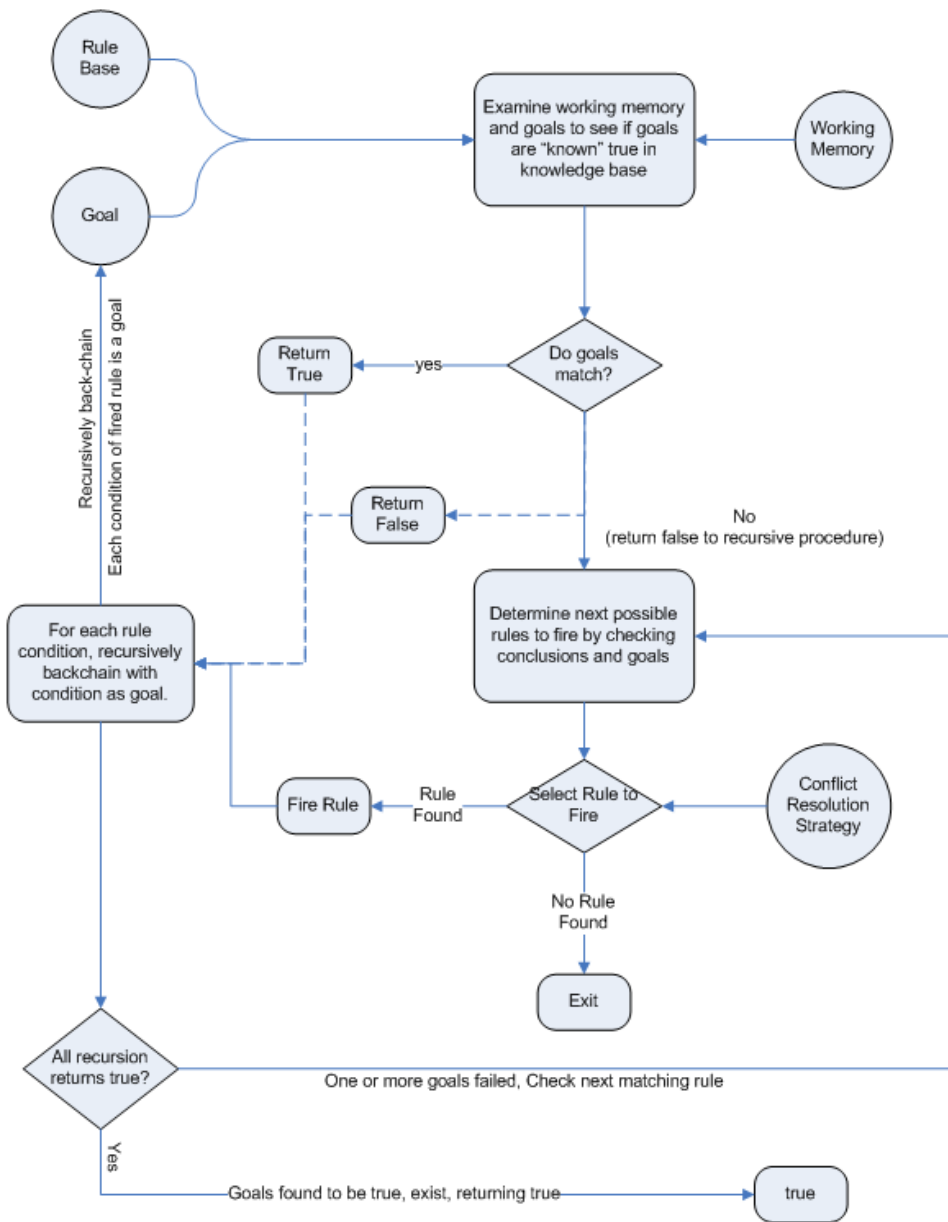 Rule
Base
Examine working memory
and goals to see if goals
are “known” true in
knowledge base
Working
Memory
Goal
Recursively back-chain
Each condition of fired rule is a goal
Return
True
yes
Do goals
match?
Return
False
No
(return false to recursive procedure)
Determine next possible
rules to fire by checking
conclusions and goals
For each rule
condition, recursively
backchain with
condition as goal.
Fire Rule
Rule
Found
Select Rule to
Fire
Conflict
Resolution
Strategy
No Rule
Found
Exit
All recursion
returns true?
One or more goals failed, Check next matching rule
Yes
Goals found to be true, exist, returning true
true